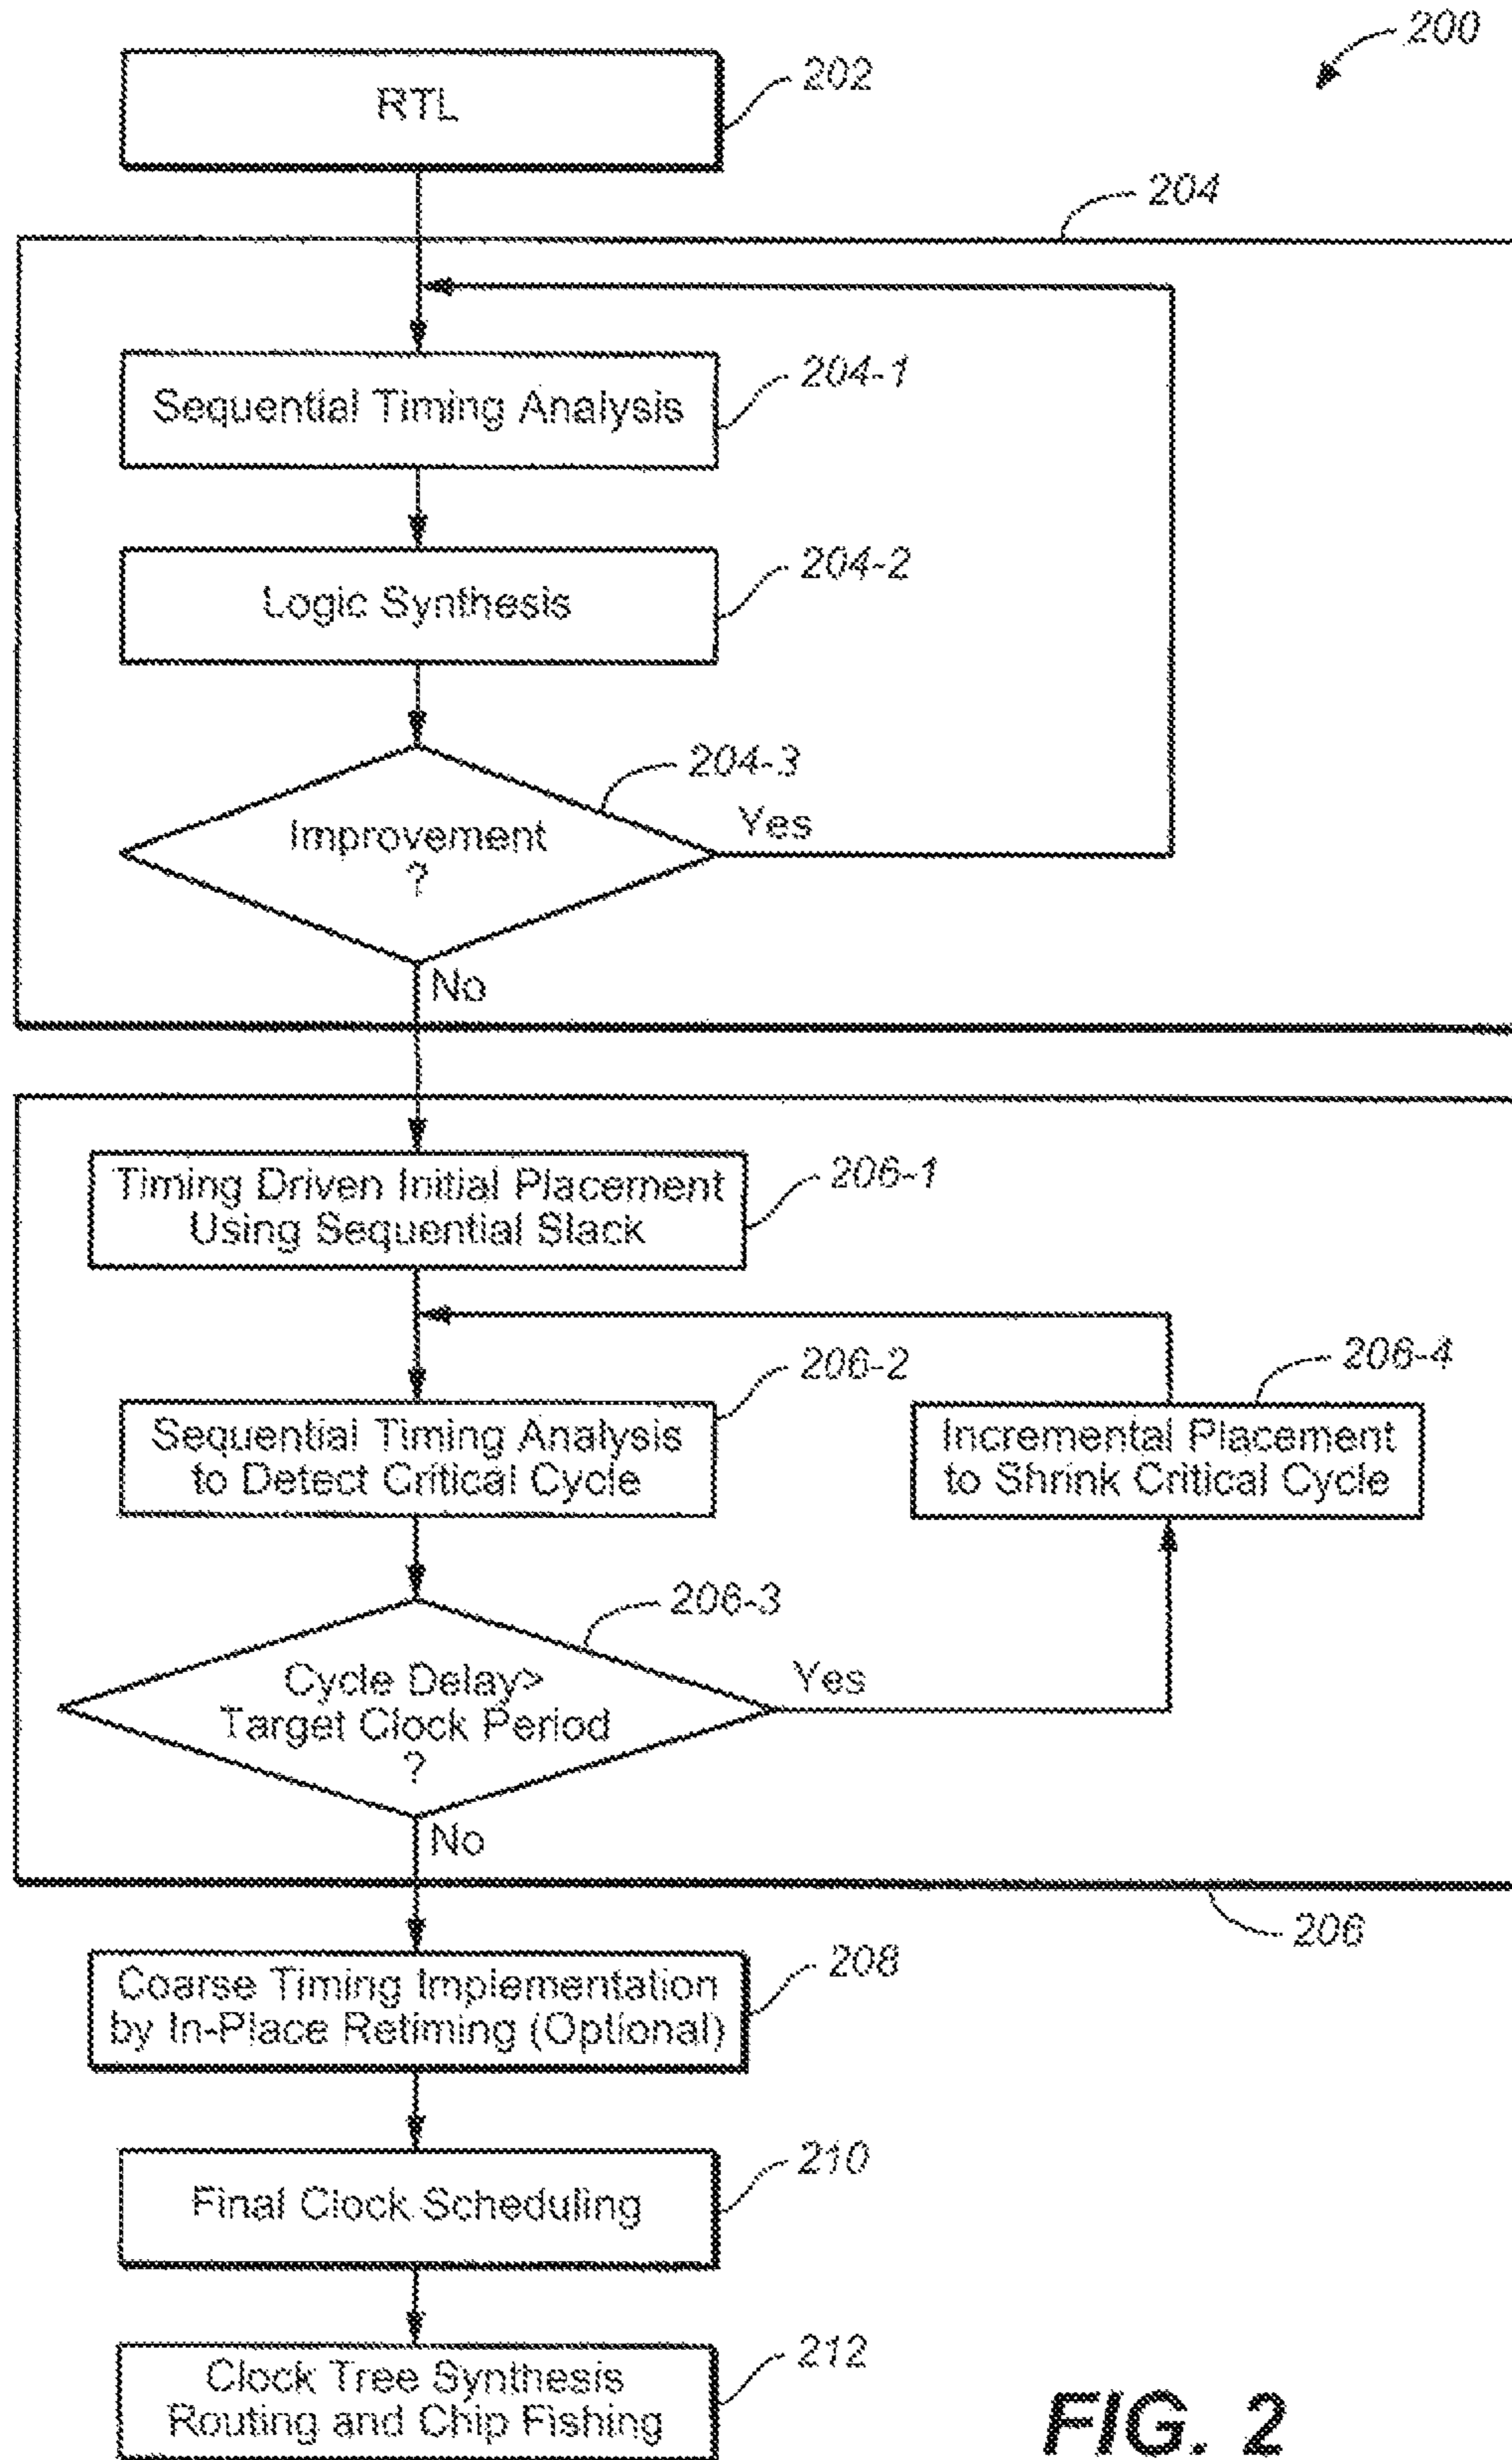 200
RTL
202
204
Sequential Timing Analysis
204-1
Logic Synthesis
204-2
204-3
Improvement
?
Yes
No
Timing Driven Initial Placement
Using Sequential Slack
206-1
206-2
Sequential Timing Analysis
to Detect Critical Cycle
206-4
Incremental Placement
to Shrink Critical Cycle
206-3
Cycle Delay>
Target Clock Period
?
Yes
No
206
Coarse Timing Implementation
by In-Place Retiming (Optional)
208
Final Clock Scheduling
210
Clock Tree Synthesis
Routing and Chip Fishing
212
FIG. 2